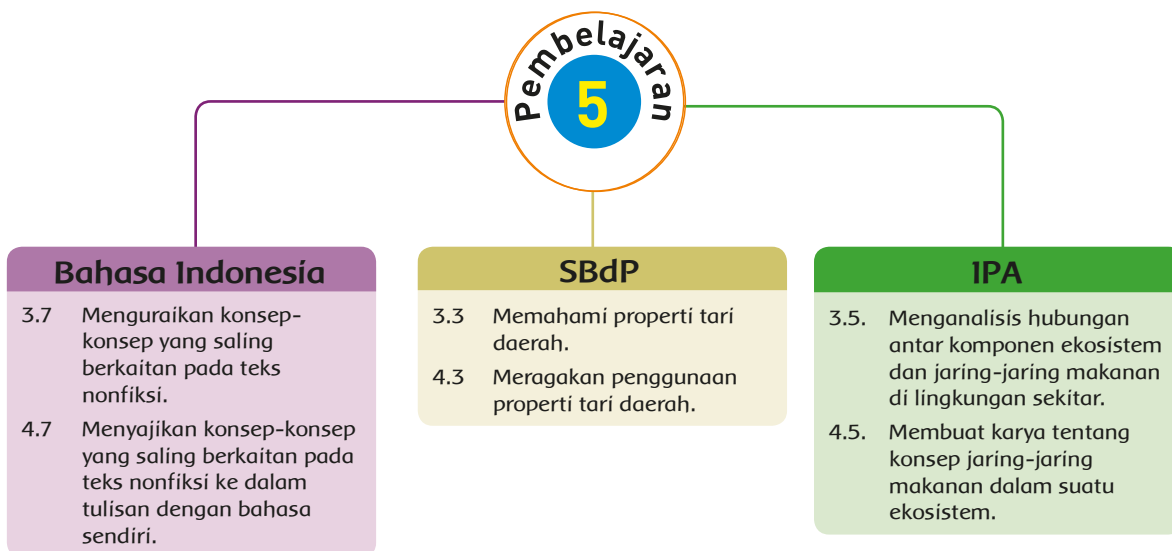 Pembelajaran
5
Bahasa Indonesia
3.7 Menguraikan konsep-
konsep yang saling
berkaitan pada teks
nonfiksi.
4.7 Menyajikan konsep-konsep
yang saling berkaitan pada
teks nonfiksi ke dalam
tulisan dengan bahasa
sendiri.
SBdP
3.3 Memahami properti tari
daerah.
4.3 Meragakan penggunaan
properti tari daerah.
IPA
3.5. Menganalisis hubungan
antar komponen ekosistem
dan jaring-jaring makanan
di lingkungan sekitar.
4.5. Membuat karya tentang
konsep jaring-jaring
makanan dalam suatu
ekosistem.